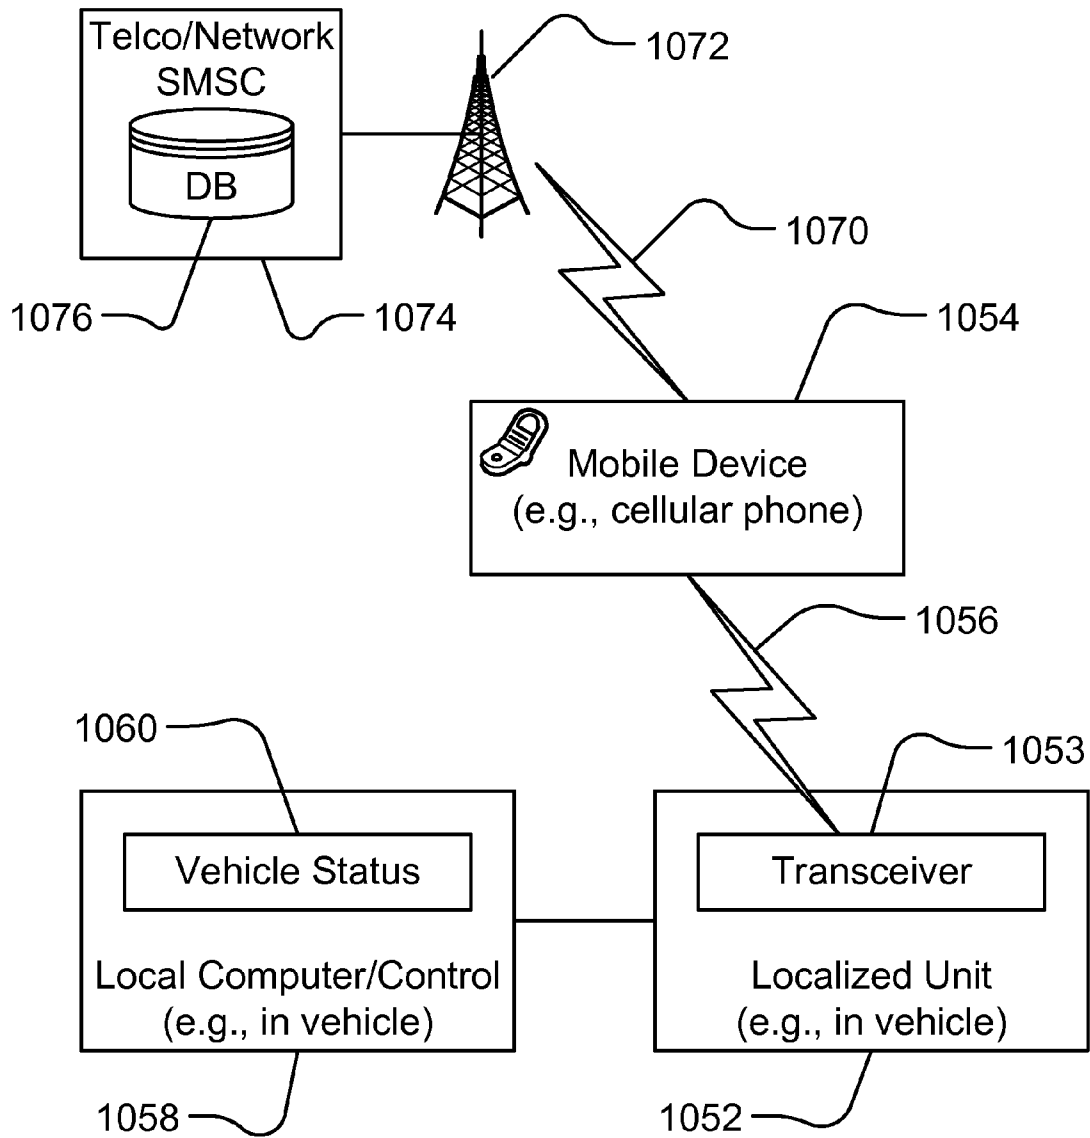 Telco/Network
SMSC
DB
1072
1070
1076
1074
1054
Mobile Device
(e.g., cellular phone)
1056
1060
1053
Vehicle Status
Transceiver
Local Computer/Control
(e.g., in vehicle)
Localized Unit
(e.g., in vehicle)
1058
1052